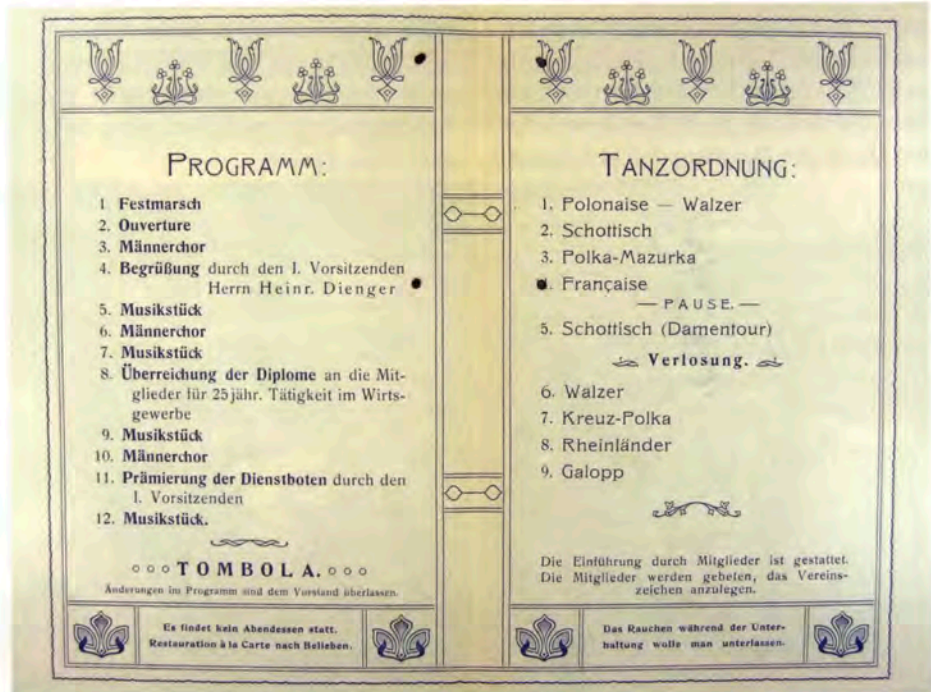 PROGRAMM:
1. Festmarsch
2. Ouverture
3. Männerchor
4. Begrüßung durch den I. Vorsitzenden
Herrn Heinr. Dienger
5. Musikstück
6. Männerchor
7. Musikstück
8. Überreichung der Diplome an die Mit-
glieder für 25jähr. Tätigkeit im Wirts-
gewerbe
9. Musikstück
10. Männerchor
11. Prämierung der Dienstboten durch den
I. Vorsitzenden
12. Musikstück.
TOMBOLA.
Änderungen im Programm sind dem Vorstand überlassen.
Es findet kein Abendessen statt.
Restauration à la Carte nach Belieben.
TANZORDNUNG:
1. Polonaise — Walzer
2. Schottisch
3. Polka-Mazurka
Française
— PAUSE. —
5. Schottisch (Damentour)
Verlosung.
6. Walzer
7. Kreuz-Polka
8. Rheinländer
9. Galopp
Die Einführung durch Mitglieder ist gestattet.
Die Mitglieder werden gebeten, das Vereins-
zeichen anzulegen.
Das Rauchen während der Unter-
haltung wolle man unterlassen.